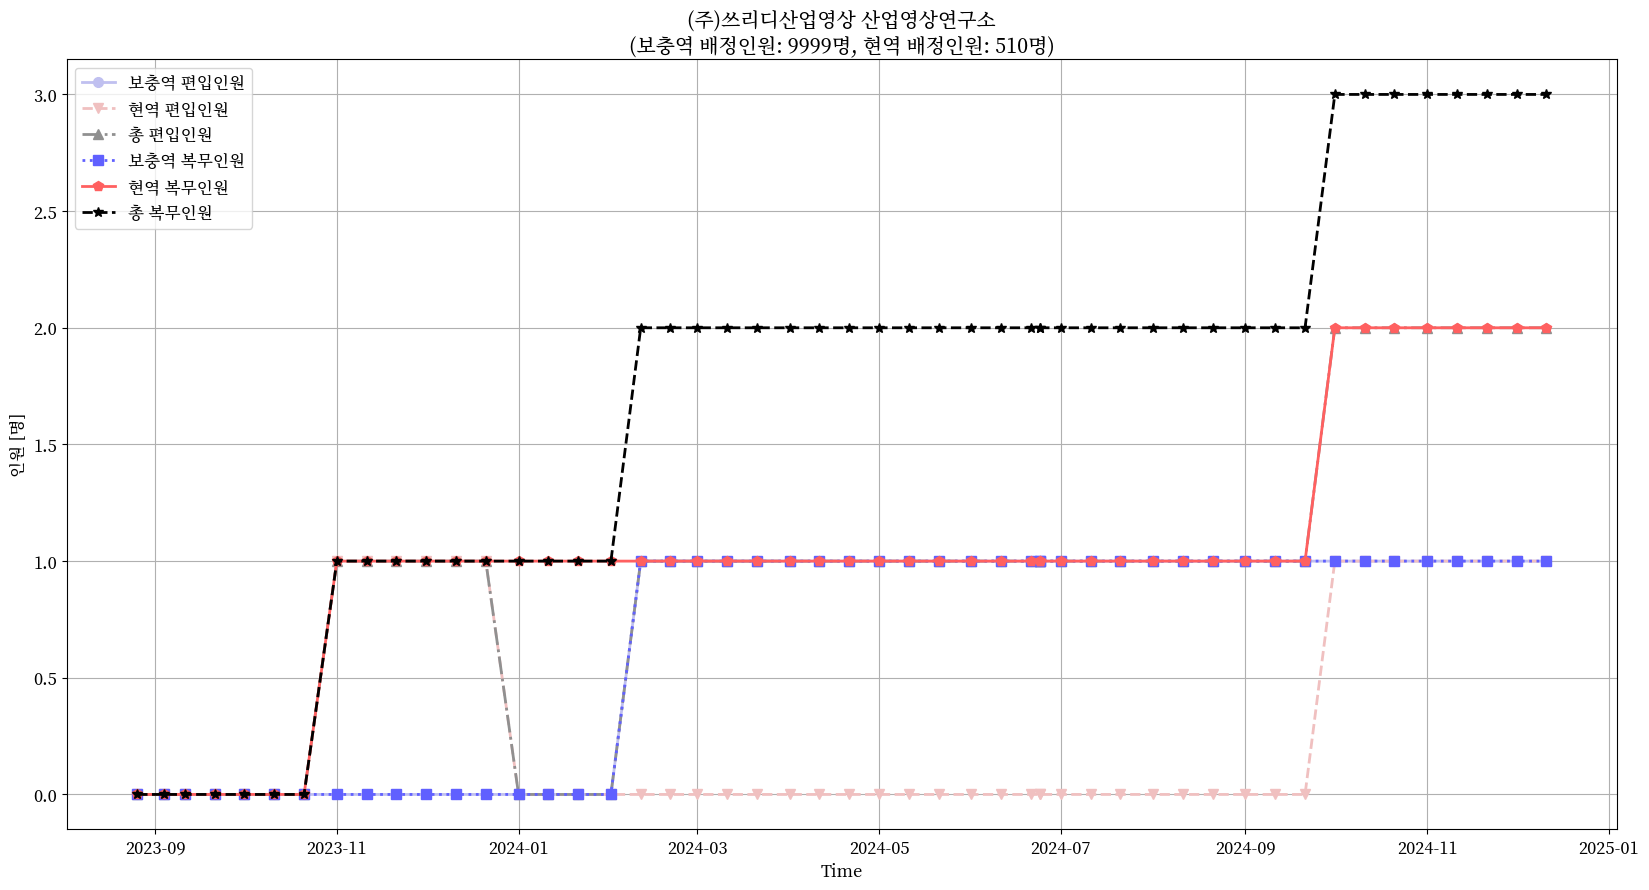 (주)쓰리디산업영상 산업영상연구소
(보충역 배정인원: 9999명, 현역 배정인원: 510명)
보충역 편입인원
현역 편입인원
총 편입인원
보충역 복무인원
현역 복무인원
총 복무인원
3.0
2.5
2.0
1.5
1.0
0.5
0.0
인원 [명]
2023-09
2023-11
2024-01
2024-03
2024-05
2024-07
2024-09
2024-11
2025-01
Time